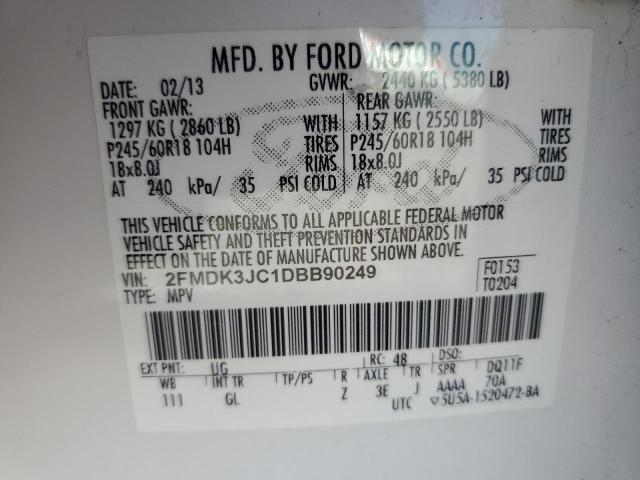 MFD. BY FORD MOTOR CO.
DATE: 02/13 GVWR: 2440 KG ( 5380 LB)
FRONT GAWR: REAR GAWR:
1297 KG ( 2860 LB) WITH 1157 KG ( 2550 LB) WITH
P245/60R18 104H TIRES P245/60R18 104H TIRES
18x8.0J RIMS 18x8.0J RIMS
AT 240 kPa/ 35 PSI COLD AT 240 kPa/ 35 PSI COLD
THIS VEHICLE CONFORMS TO ALL APPLICABLE FEDERAL MOTOR
VEHICLE SAFETY AND THEFT PREVENTION STANDARDS IN
EFFECT ON THE DATE OF MANUFACTURE SHOWN ABOVE.
VIN: 2FMDK3JC1DBB90249 F0153
TYPE: MPV T0204
EXT PNT: UG RC: 48 DSO:
WB INT TR TP/PS R AXLE TR SPR DQ11F
111 GL Z 3E J AAAA 70A
UTC 5U5A-1520472-BA